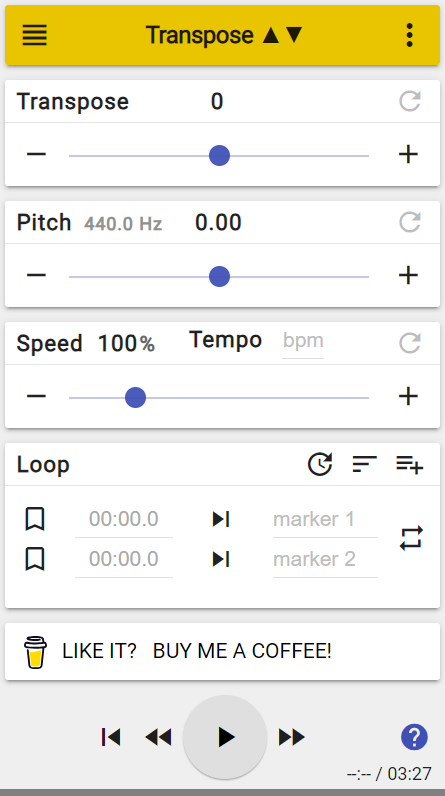 Transpose ▲▼
Transpose 0
Pitch 440.0 Hz 0.00
Speed 100% Tempo bpm
Loop
00:00.0 marker 1
00:00.0 marker 2
LIKE IT? BUY ME A COFFEE!
--:-- / 03:27